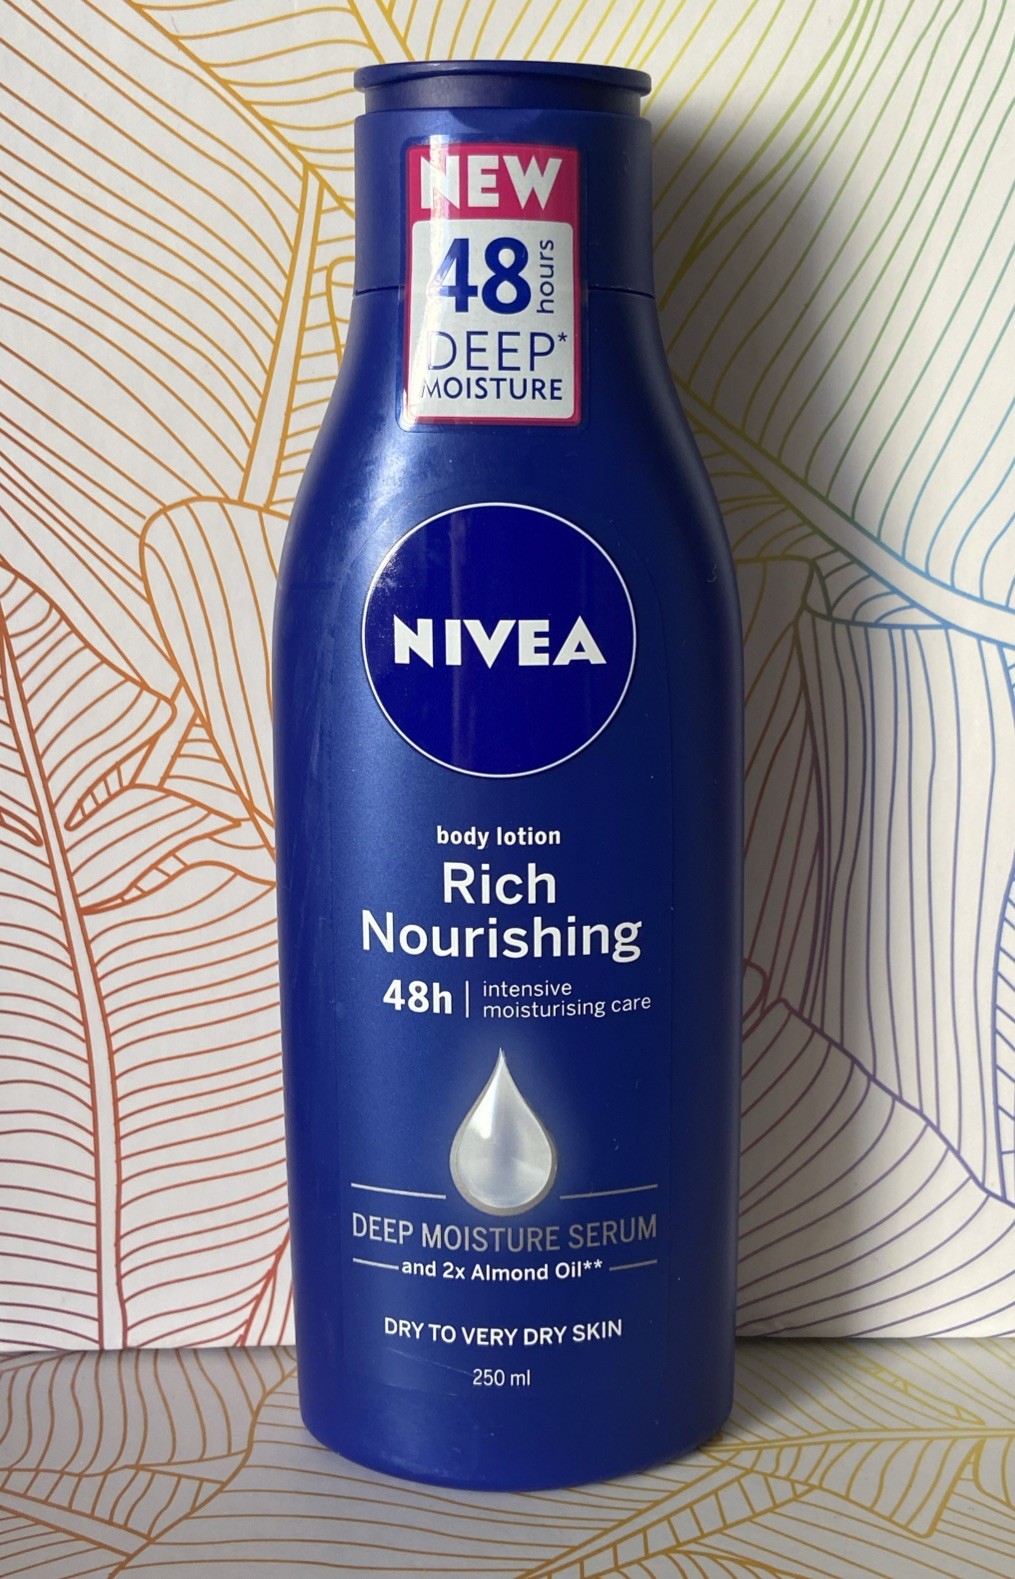 NEW
48 hours
DEEP*
MOISTURE
NIVEA
body lotion
Rich
Nourishing
48h | intensive
moisturising care
DEEP MOISTURE SERUM
and 2x Almond Oil**
DRY TO VERY DRY SKIN
250 ml